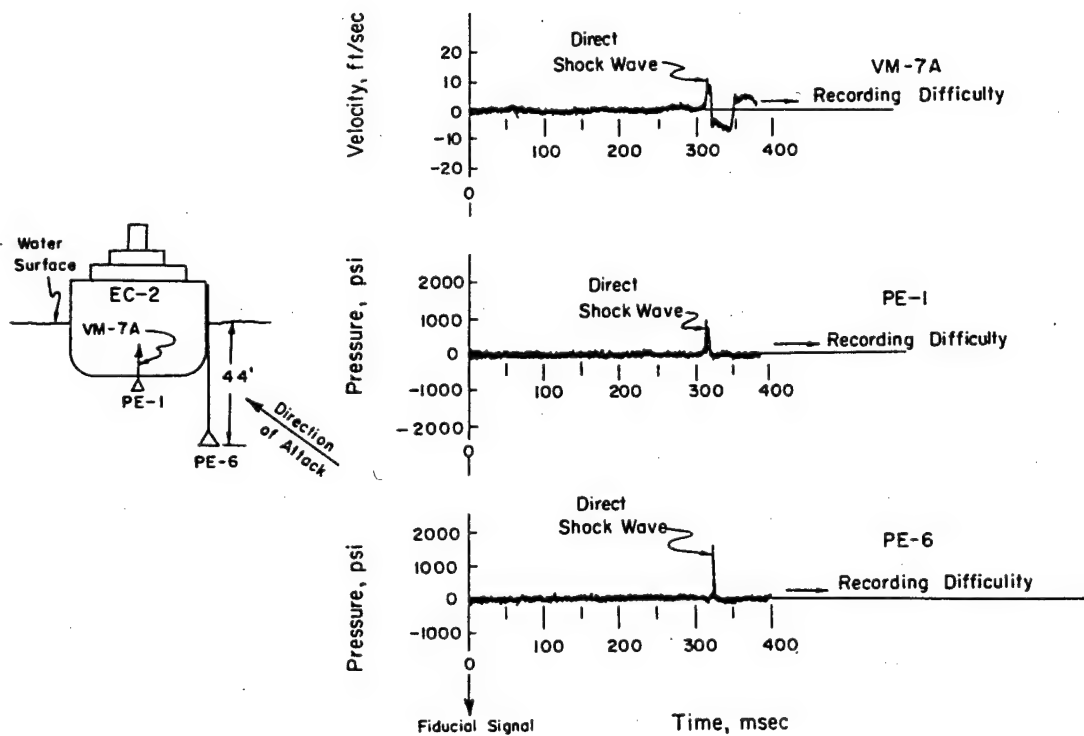 Velocity, ft/sec
20
10
0
-10
-20
Direct
Shock Wave
VM-7A
Recording Difficulty
100
200
300
400
0
Water
Surface
EC-2
VM-7A
PE-1
44'
PE-6
Direction
of Attack
Pressure, psi
2000
1000
0
-1000
-2000
Direct
Shock Wave
PE-1
Recording Difficulty
100
200
300
400
0
Pressure, psi
2000
1000
0
-1000
Direct
Shock Wave
PE-6
Recording Difficulity
100
200
300
400
0
Fiducial Signal
Time, msec